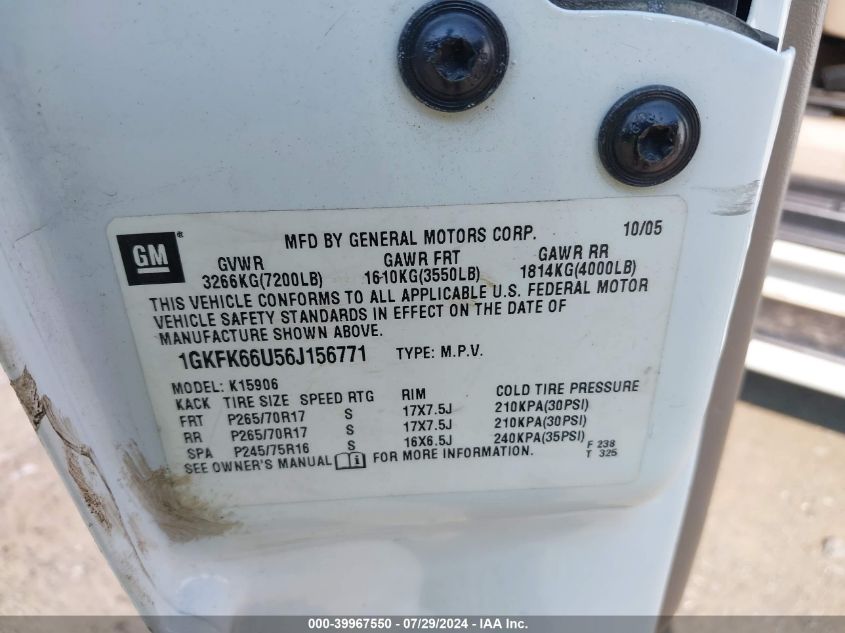 GM ® MFD BY GENERAL MOTORS CORP. 10/05
GVWR GAWR FRT GAWR RR
3266KG(7200LB) 1610KG(3550LB) 1814KG(4000LB)
THIS VEHICLE CONFORMS TO ALL APPLICABLE U.S. FEDERAL MOTOR
VEHICLE SAFETY STANDARDS IN EFFECT ON THE DATE OF
MANUFACTURE SHOWN ABOVE.
1GKFK66U56J156771 TYPE: M.P.V.
MODEL: K15906
KACK TIRE SIZE SPEED RTG RIM COLD TIRE PRESSURE
FRT P265/70R17 S 17X7.5J 210KPA(30PSI)
RR P265/70R17 S 17X7.5J 210KPA(30PSI)
SPA P245/75R16 S 16X6.5J 240KPA(35PSI) F 238
SEE OWNER'S MANUAL i FOR MORE INFORMATION. T 325
000-39967550 - 07/29/2024 - IAA Inc.